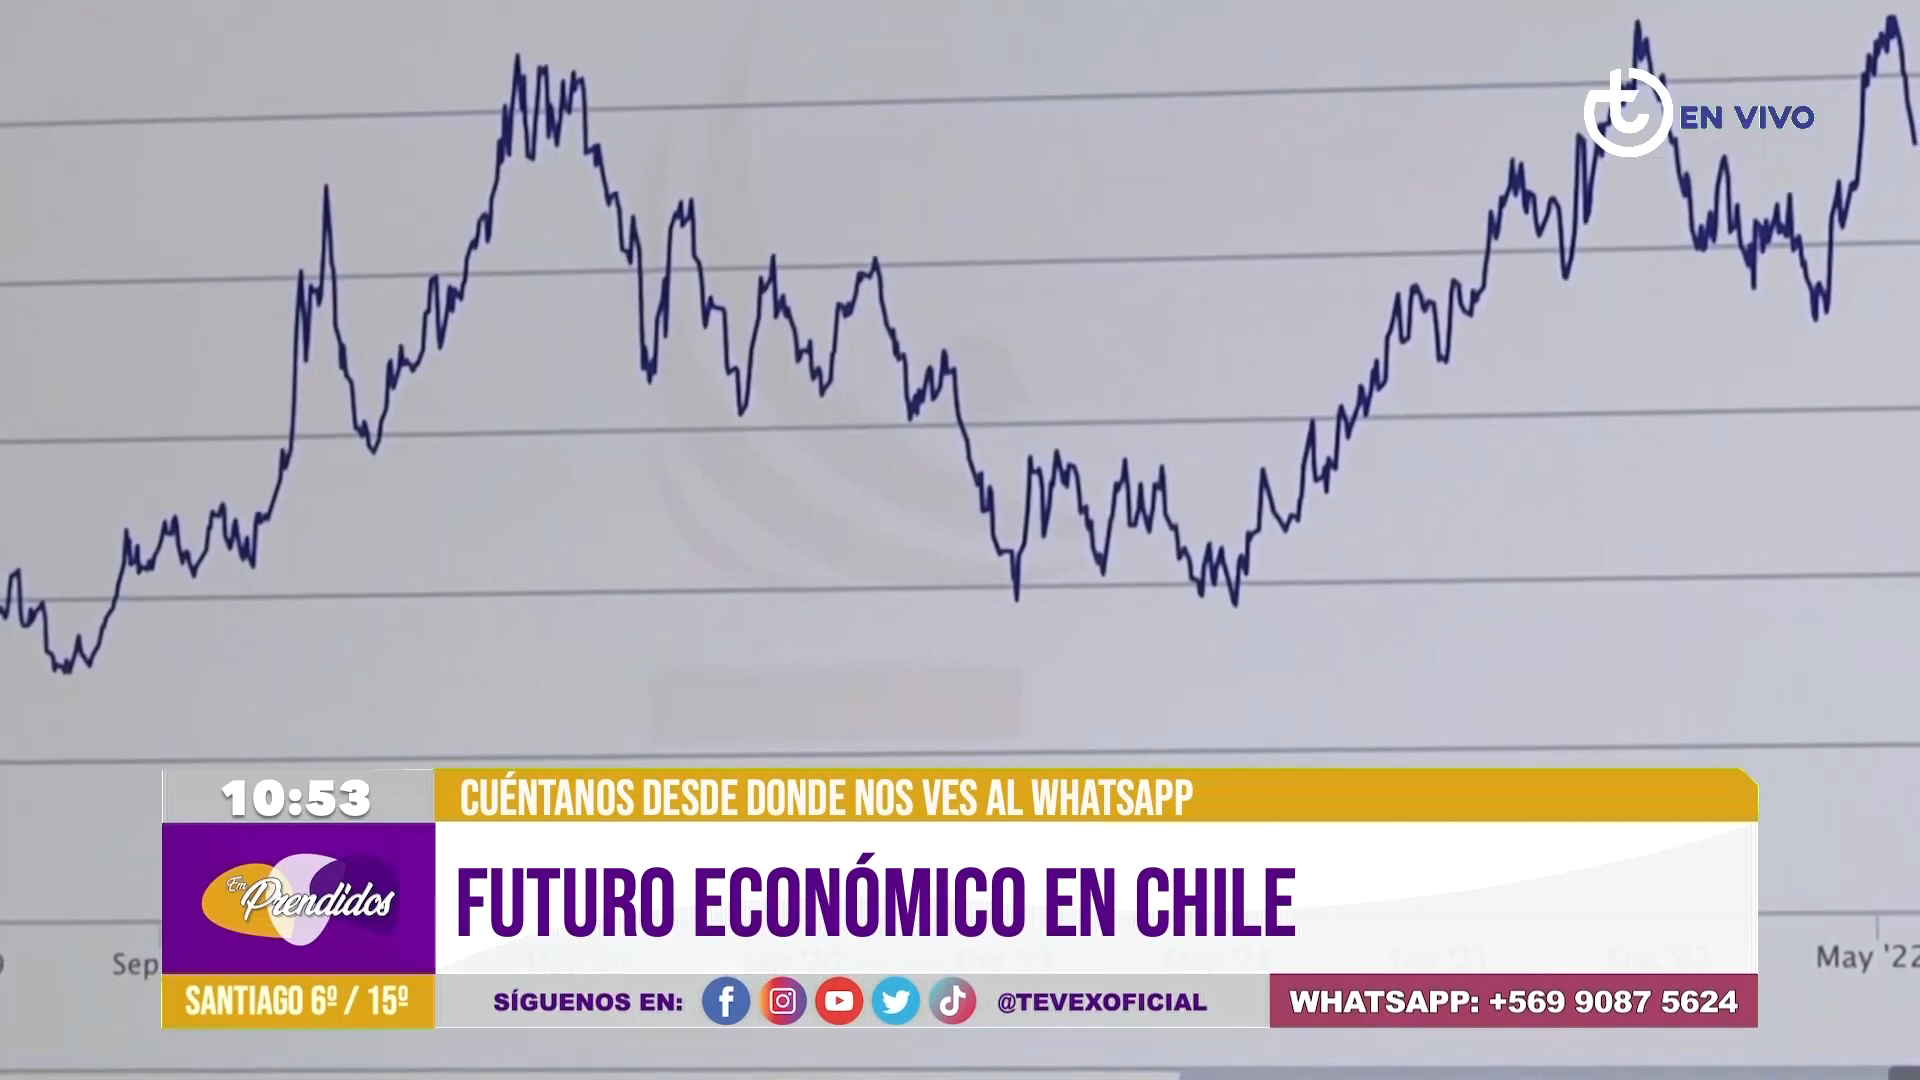 EN VIVO
10:53
CUÉNTANOS DESDE DONDE NOS VES AL WHATSAPP
Em
Prendidos
FUTURO ECONÓMICO EN CHILE
Sep
May '22
SANTIAGO 6º / 15º
SÍGUENOS EN:
@TEVEXOFICIAL
WHATSAPP: +569 9087 5624